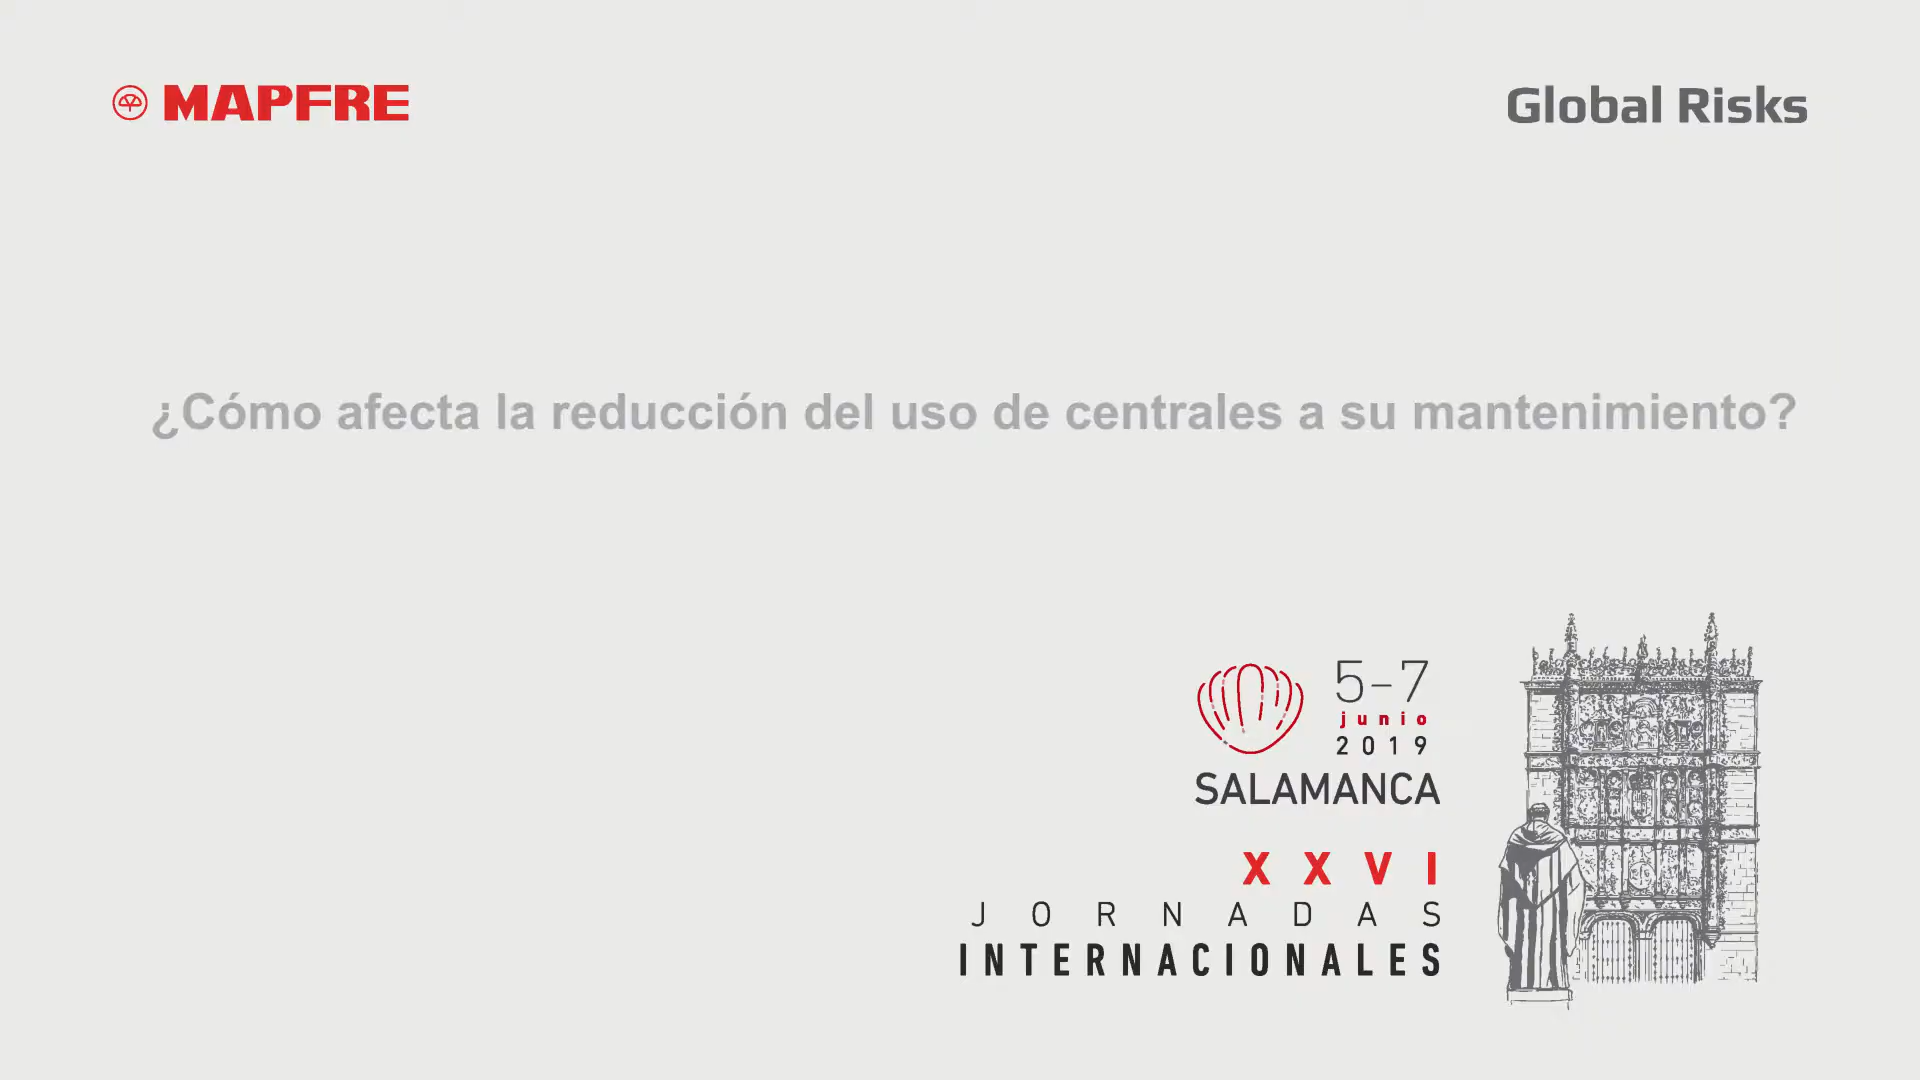 MAPFRE
Global Risks
¿Cómo afecta la reducción del uso de centrales a su mantenimiento?
5-7
junio
2019
SALAMANCA
XXVI
JORNADAS
INTERNACIONALES